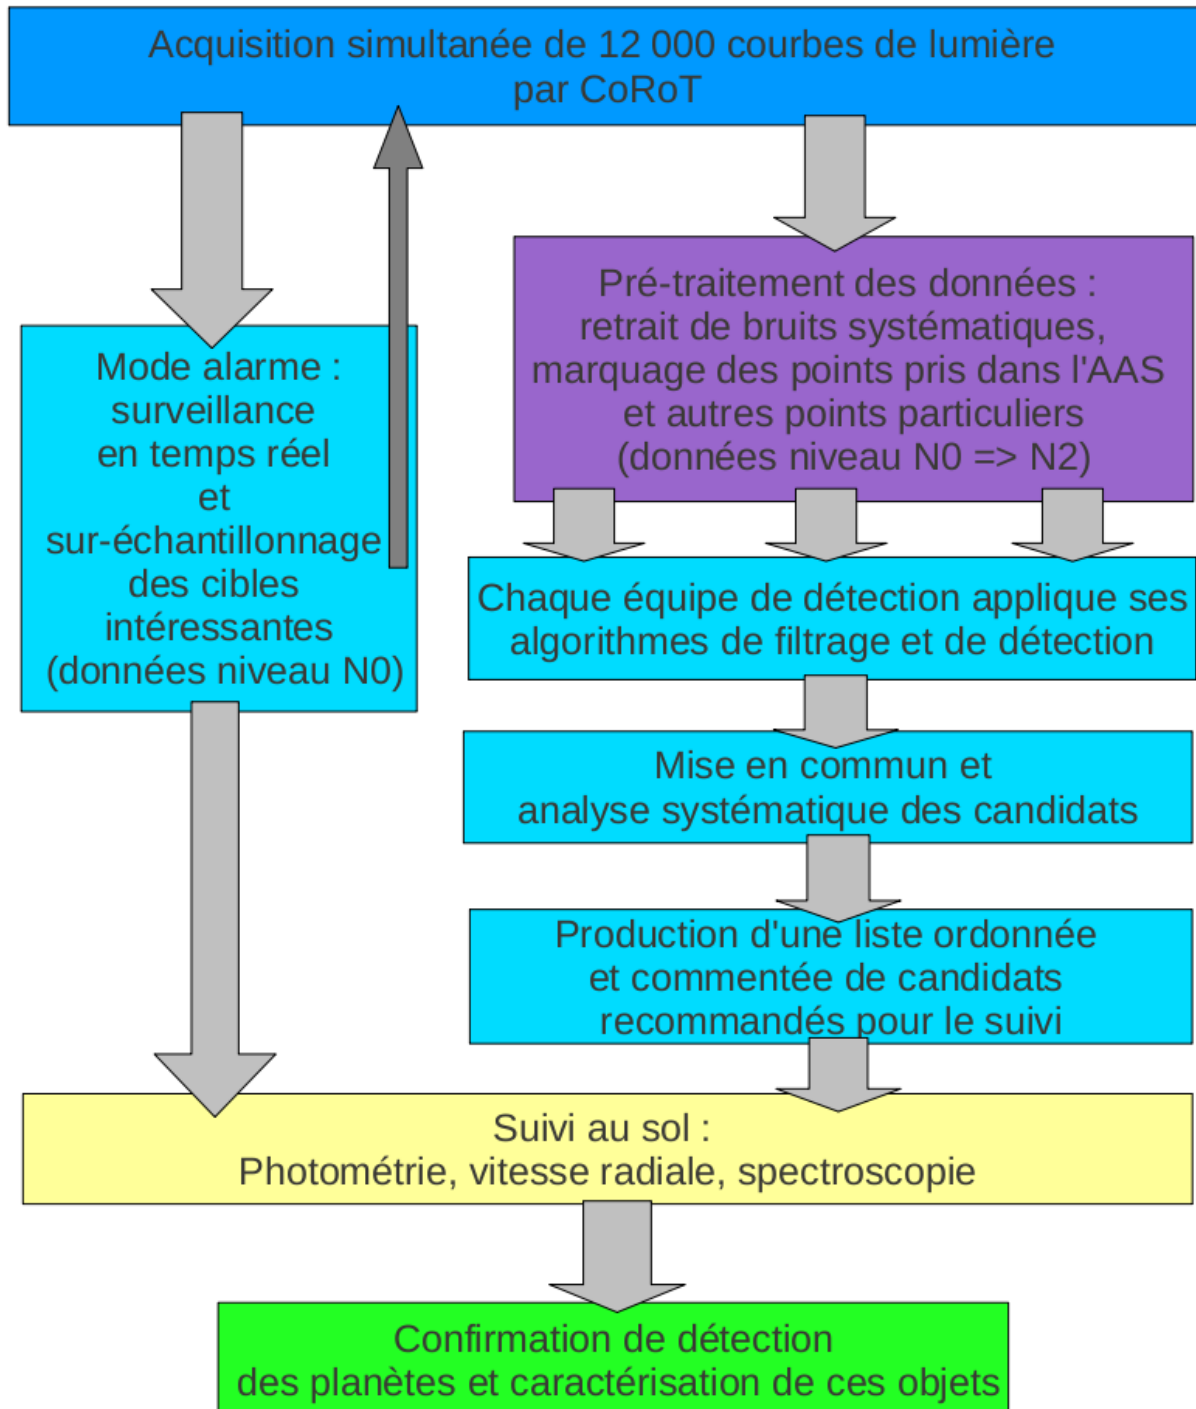 Acquisition simultanée de 12 000 courbes de lumière
par CoRoT
Mode alarme :
surveillance
en temps réel
et
sur-échantillonnage
des cibles
intéressantes
(données niveau N0)
Pré-traitement des données :
retrait de bruits systématiques,
marquage des points pris dans l'AAS
et autres points particuliers
(données niveau N0 => N2)
Chaque équipe de détection applique ses
algorithmes de filtrage et de détection
Mise en commun et
analyse systématique des candidats
Production d'une liste ordonnée
et commentée de candidats
recommandés pour le suivi
Suivi au sol :
Photométrie, vitesse radiale, spectroscopie
Confirmation de détection
des planètes et caractérisation de ces objets